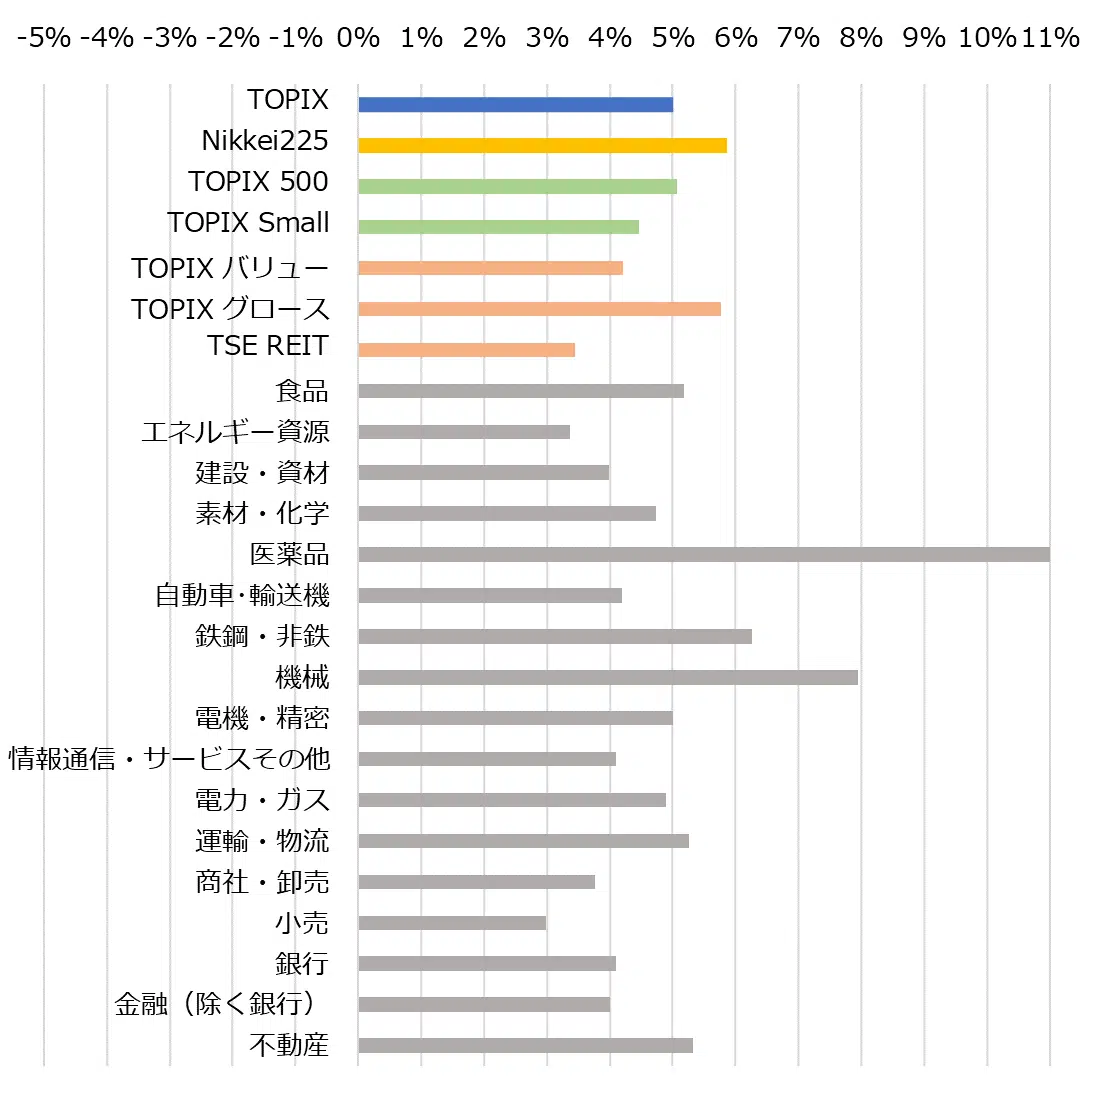 -5% -4% -3% -2% -1% 0% 1% 2% 3% 4% 5% 6% 7% 8% 9% 10% 11%
TOPIX
Nikkei225
TOPIX 500
TOPIX Small
TOPIX バリュー
TOPIX グロース
TSE REIT
食品
エネルギー資源
建設・資材
素材・化学
医薬品
自動車･輸送機
鉄鋼・非鉄
機械
電機・精密
情報通信・サービスその他
電力・ガス
運輸・物流
商社・卸売
小売
銀行
金融（除く銀行）
不動産